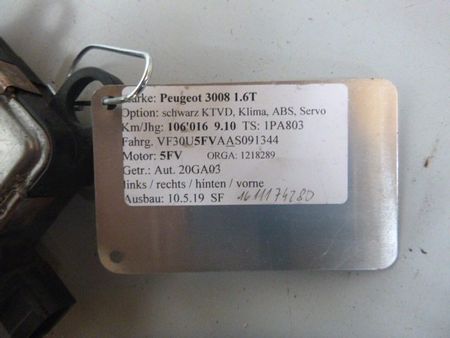 Marke: Peugeot 3008 1.6T
Option: schwarz KTVD, Klima, ABS, Servo
Km/Jhg: 106'016 9.10 TS: 1PA803
Fahrg. VF30U5FVAAS091344
Motor: 5FV ORGA: 1218289
Getr.: Aut. 20GA03
links / rechts / hinten / vorne
Ausbau: 10.5.19 SF 1611174280